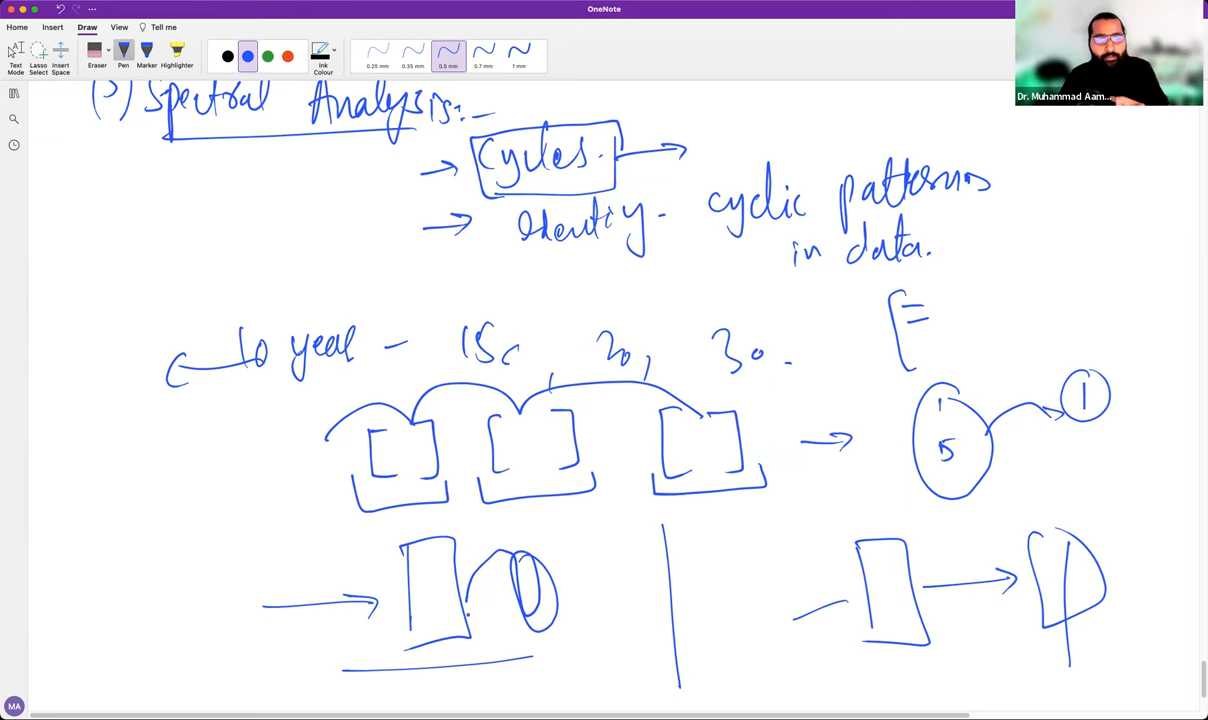 OneNote
Home Insert Draw View Tell me
Text Mode
Lasso Select
Insert Space
Eraser
Pen
Marker
Highlighter
0.25 mm
0.35 mm
0.5 mm
0.7 mm
1 mm
Ink Colour
Dr. Muhammad Aam...
Spectral Analysis:-
Cycles.
cyclic patterns
in data.
10 year - 15, 20, 30.
1
5
1
MA